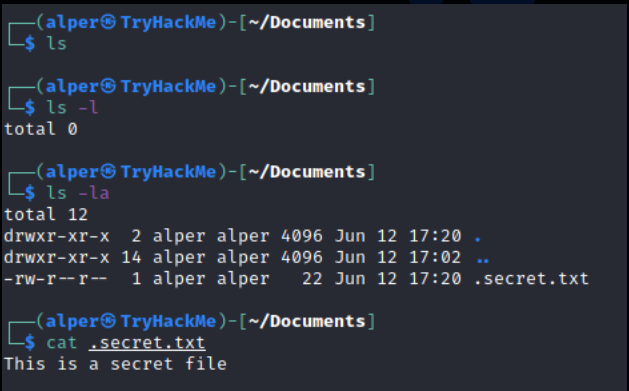 ┌──(alper㉿TryHackMe)-[~/Documents]
└─$ ls
┌──(alper㉿TryHackMe)-[~/Documents]
└─$ ls -l
total 0
┌──(alper㉿TryHackMe)-[~/Documents]
└─$ ls -la
total 12
drwxr-xr-x  2 alper alper 4096 Jun 12 17:20 .
drwxr-xr-x 14 alper alper 4096 Jun 12 17:02 ..
-rw-r--r--  1 alper alper   22 Jun 12 17:20 .secret.txt
┌──(alper㉿TryHackMe)-[~/Documents]
└─$ cat .secret.txt
This is a secret file